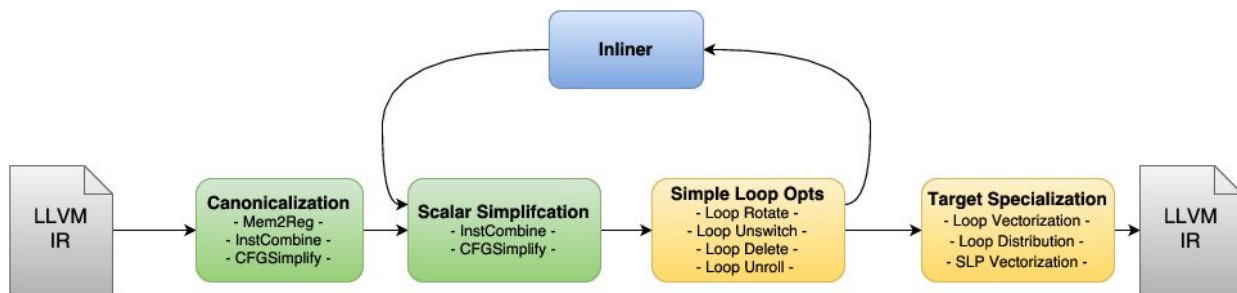 Inliner
LLVM
IR
Canonicalization
- Mem2Reg -
- InstCombine -
- CFGSimplify -
Scalar Simplifcation
- InstCombine -
- CFGSimplify -
Simple Loop Opts
- Loop Rotate -
- Loop Unswitch -
- Loop Delete -
- Loop Unroll -
Target Specialization
- Loop Vectorization -
- Loop Distribution -
- SLP Vectorization -
LLVM
IR